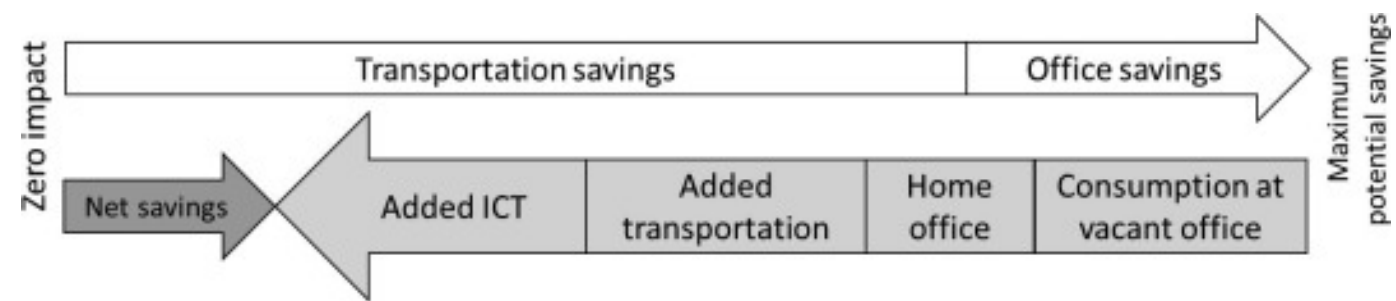 Zero impact
Transportation savings
Office savings
Maximum
potential savings
Net savings
Added ICT
Added
transportation
Home
office
Consumption at
vacant office